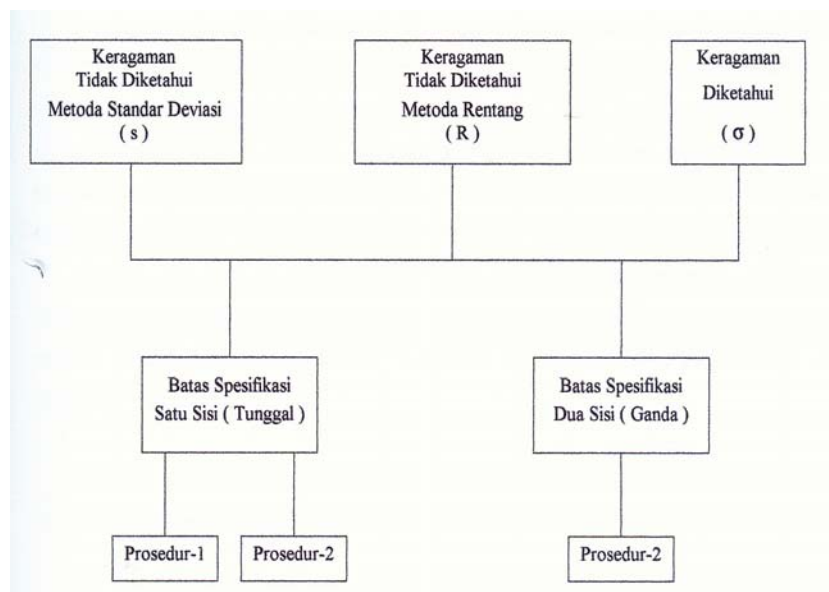 Keragaman
Tidak Diketahui
Metoda Standar Deviasi
( s )
Keragaman
Tidak Diketahui
Metoda Rentang
( R )
Keragaman
Diketahui
( σ )
Batas Spesifikasi
Satu Sisi ( Tunggal )
Batas Spesifikasi
Dua Sisi ( Ganda )
Prosedur-1
Prosedur-2
Prosedur-2